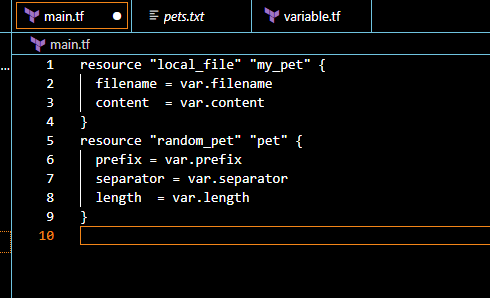 main.tf pets.txt variable.tf
... main.tf
1 resource "local_file" "my_pet" {
2   filename = var.filename
3   content  = var.content
4 }
5 resource "random_pet" "pet" {
6   prefix = var.prefix
7   separator = var.separator
8   length  = var.length
9 }
10